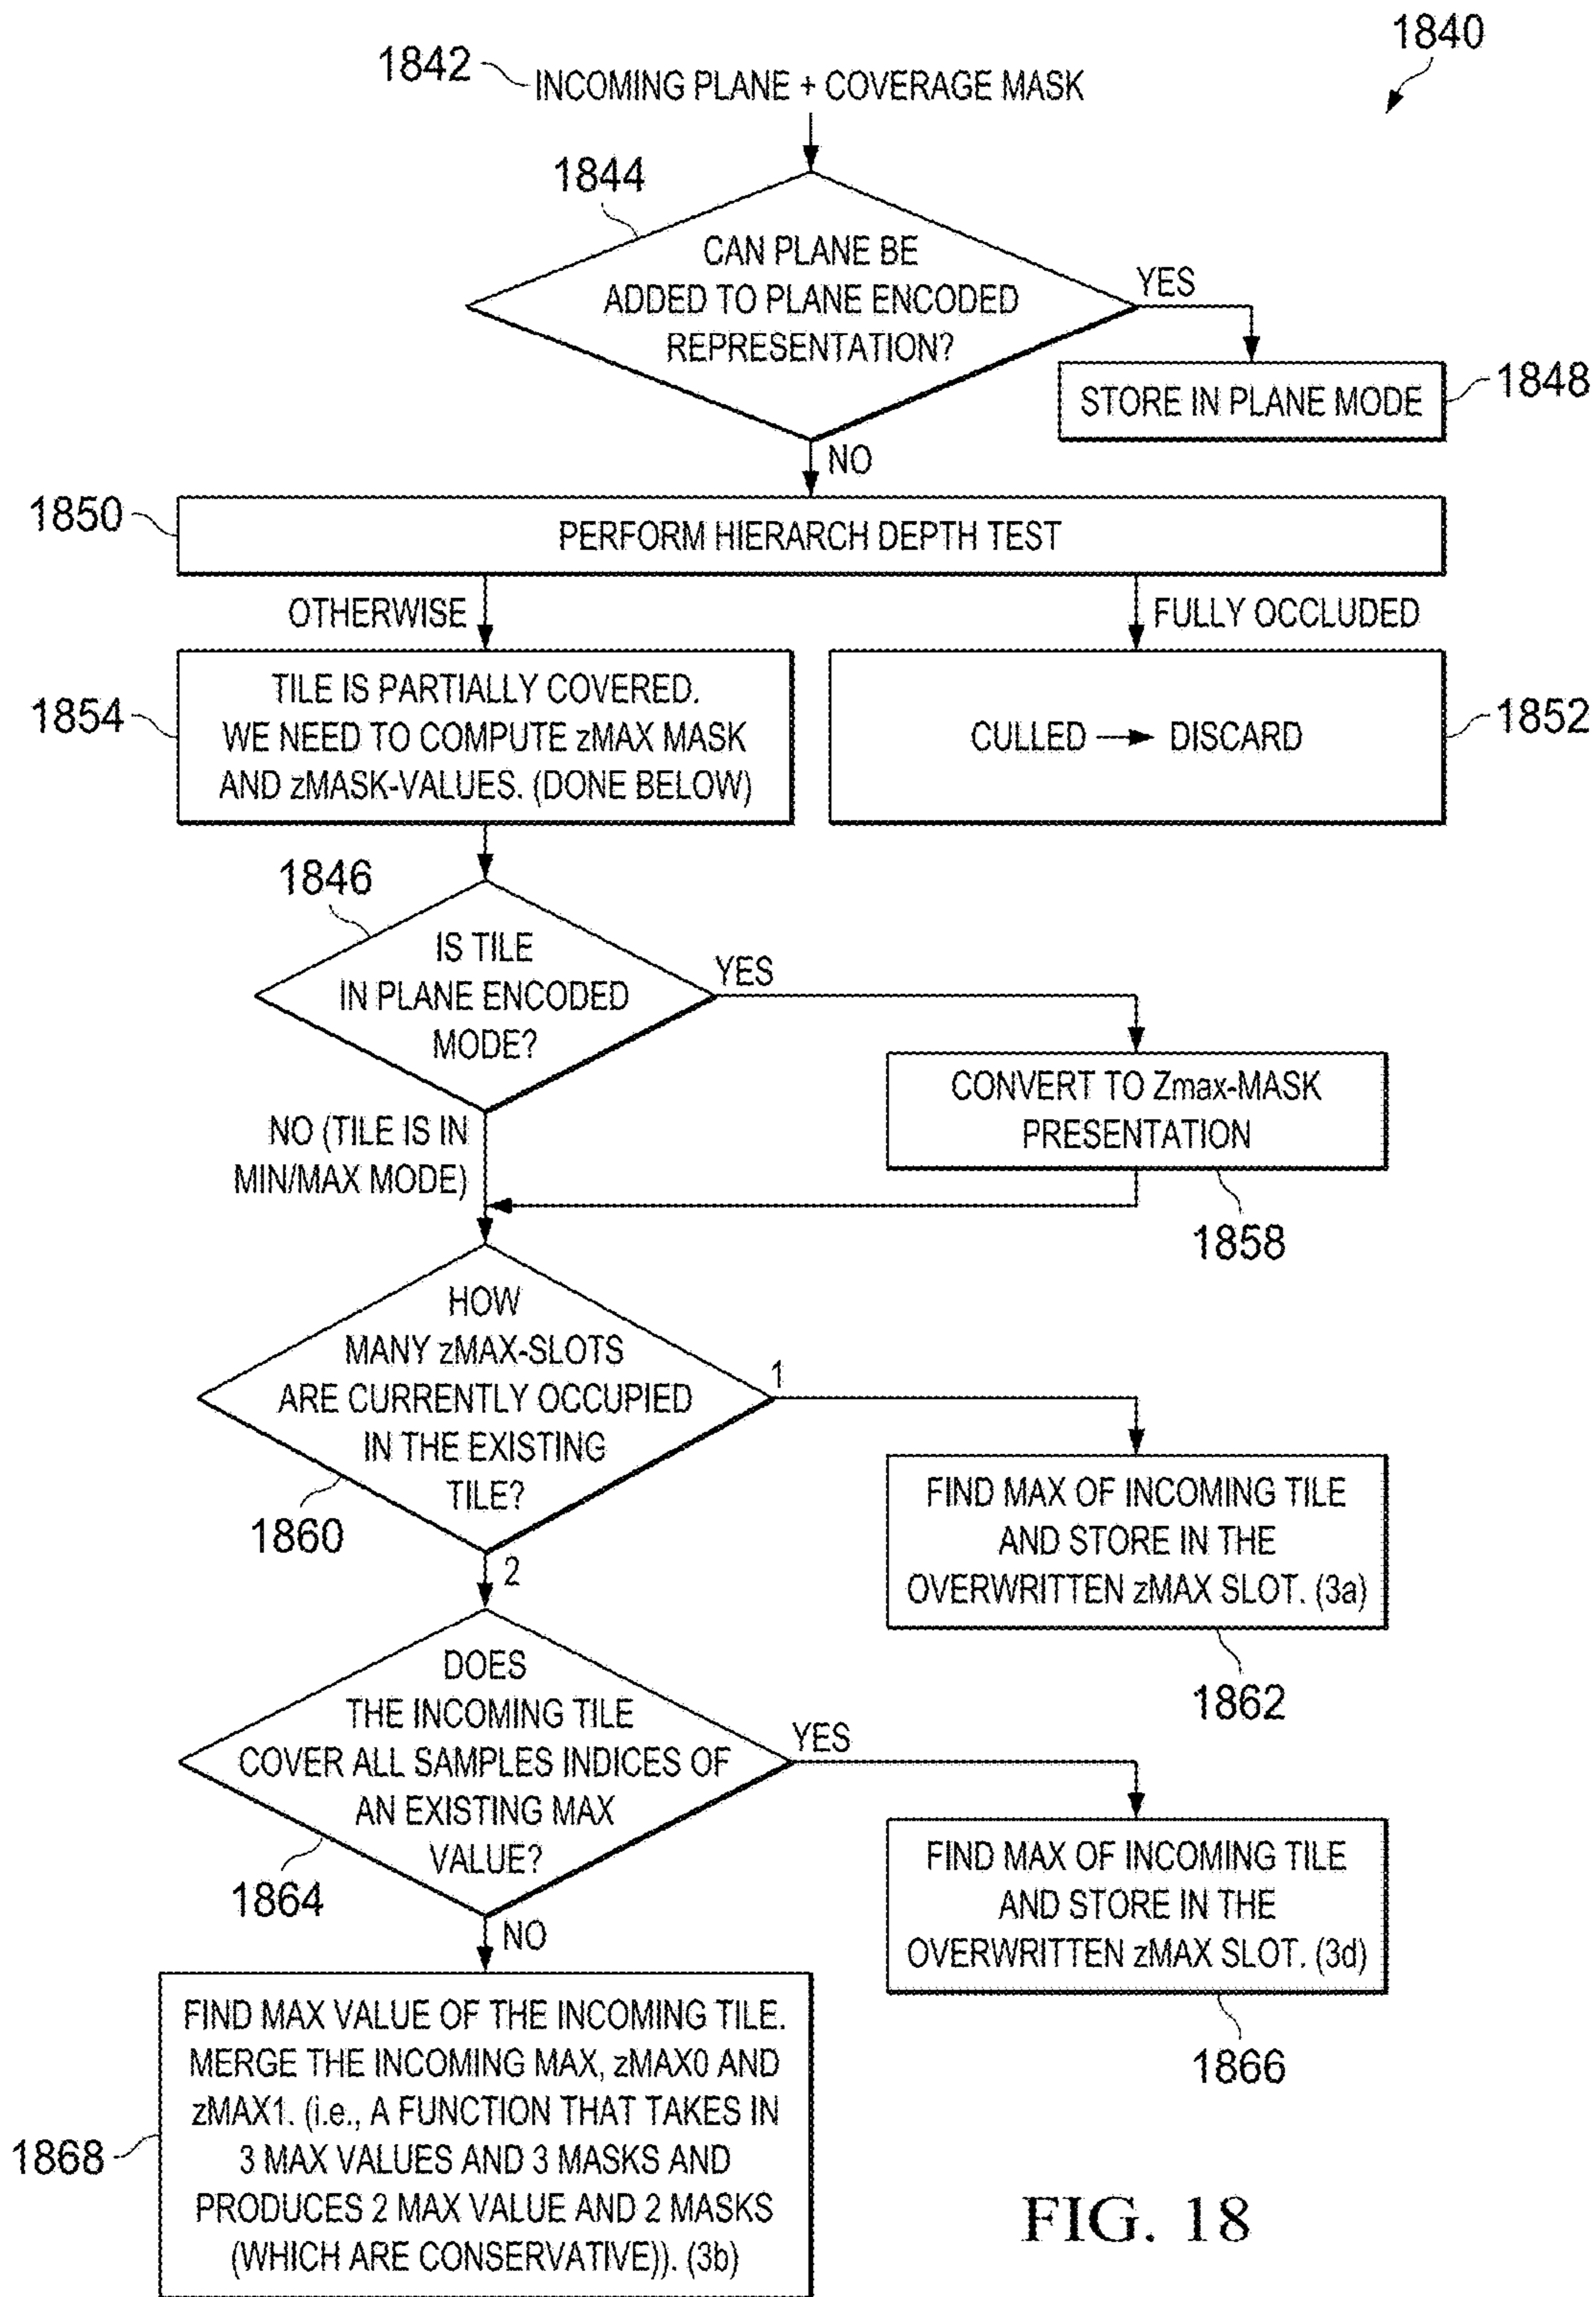 1840
1842
INCOMING PLANE + COVERAGE MASK
1844
CAN PLANE BE
ADDED TO PLANE ENCODED
REPRESENTATION?
YES
STORE IN PLANE MODE
1848
NO
1850
PERFORM HIERARCH DEPTH TEST
OTHERWISE
FULLY OCCLUDED
1854
TILE IS PARTIALLY COVERED.
WE NEED TO COMPUTE zMAX MASK
AND zMASK-VALUES. (DONE BELOW)
CULLED → DISCARD
1852
1846
IS TILE
IN PLANE ENCODED
MODE?
YES
CONVERT TO Zmax-MASK
PRESENTATION
1858
NO (TILE IS IN
MIN/MAX MODE)
HOW
MANY zMAX-SLOTS
ARE CURRENTLY OCCUPIED
IN THE EXISTING
TILE?
1860
1
FIND MAX OF INCOMING TILE
AND STORE IN THE
OVERWRITTEN zMAX SLOT. (3a)
1862
2
DOES
THE INCOMING TILE
COVER ALL SAMPLES INDICES OF
AN EXISTING MAX
VALUE?
1864
YES
FIND MAX OF INCOMING TILE
AND STORE IN THE
OVERWRITTEN zMAX SLOT. (3d)
1866
NO
FIND MAX VALUE OF THE INCOMING TILE.
MERGE THE INCOMING MAX, zMAX0 AND
zMAX1. (i.e., A FUNCTION THAT TAKES IN
3 MAX VALUES AND 3 MASKS AND
PRODUCES 2 MAX VALUE AND 2 MASKS
(WHICH ARE CONSERVATIVE)). (3b)
1868
FIG. 18